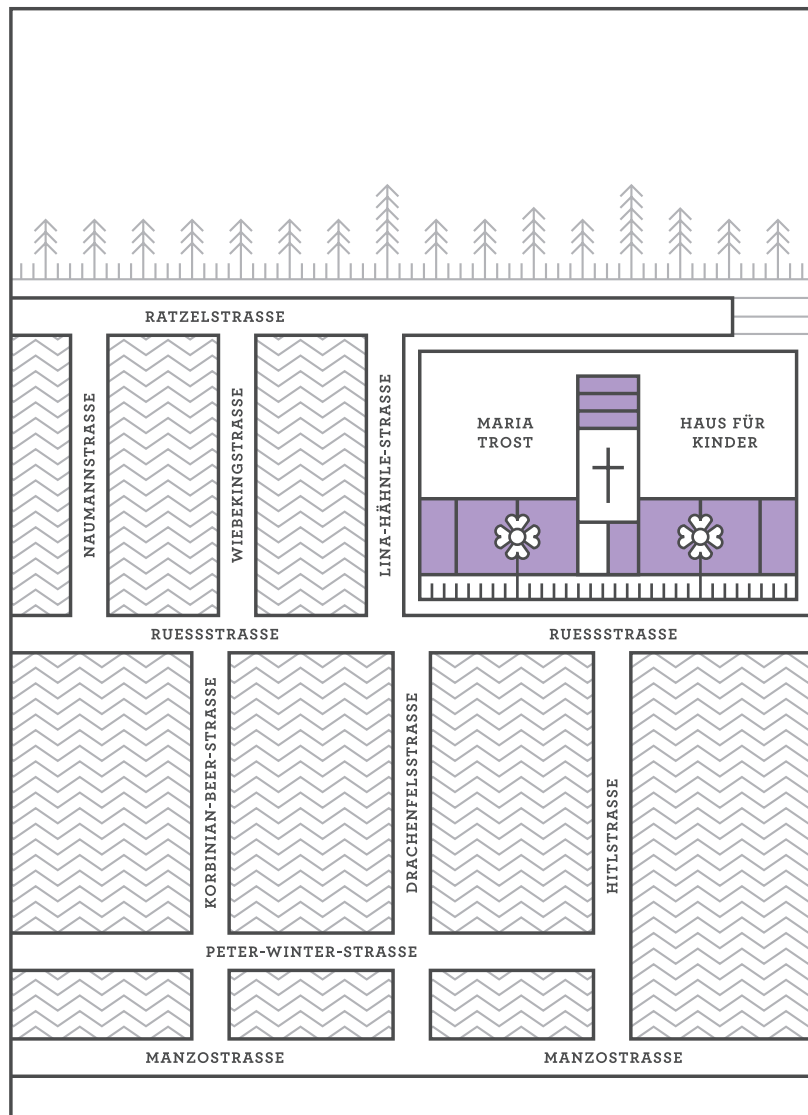 RATZELSTRASSE
NAUMANNSTRASSE
WIEBEKINGSTRASSE
LINA-HÄHNLE-STRASSE
MARIA
TROST
HAUS FÜR
KINDER
RUESSSTRASSE
RUESSSTRASSE
KORBINIAN-BEER-STRASSE
DRACHENFELSSTRASSE
HITLSTRASSE
PETER-WINTER-STRASSE
MANZOSTRASSE
MANZOSTRASSE